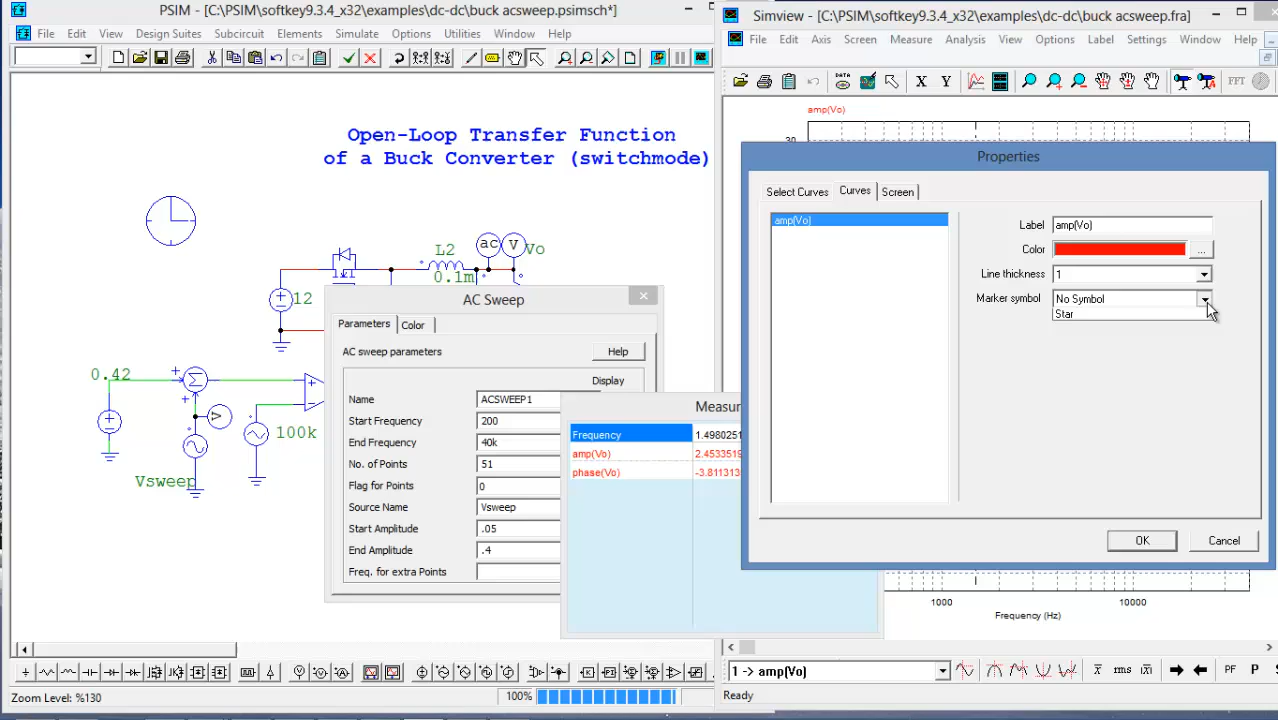 PSIM - [C:\PSIM\softkey9.3.4_x32\examples\dc-dc\buck acsweep.psimsch*]
File Edit View Design Suites Subcircuit Elements Simulate Options Utilities Window Help
Open-Loop Transfer Function
of a Buck Converter (switchmode)
L2
ac
V
Vo
0.1m
12
0.42
Σ
V
100k
Vsweep
AC Sweep
Parameters Color
AC sweep parameters
Help
Display
Name ACSWEEP1
Start Frequency 200
End Frequency 40k
No. of Points 51
Flag for Points 0
Source Name Vsweep
Start Amplitude .05
End Amplitude .4
Freq. for extra Points
Measur
Frequency 1.4980251
amp(Vo) 2.4533519
phase(Vo) -3.811313
Zoom Level: %130
100%
Simview - [C:\PSIM\softkey9.3.4_x32\examples\dc-dc\buck acsweep.fra]
File Edit Axis Screen Measure Analysis View Options Label Settings Window Help
DATA X Y FFT
amp(Vo)
30
Properties
Select Curves Curves Screen
amp(Vo)
Label amp(Vo)
Color ...
Line thickness 1
Marker symbol No Symbol
Star
OK Cancel
1000 10000
Frequency (Hz)
1 -> amp(Vo)
x rms |x| PF P
Ready